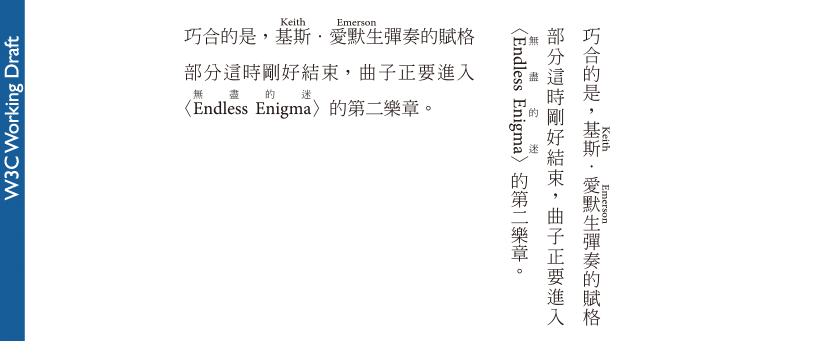 W3C Working Draft
Keith Emerson
巧合的是，基斯．愛默生彈奏的賦格
部分這時剛好結束，曲子正要進入
無盡的迷
〈Endless Enigma〉的第二樂章。
Keith Emerson
巧合的是，基斯．愛默生彈奏的賦格
部分這時剛好結束，曲子正要進入
無盡的迷
〈Endless Enigma〉的第二樂章。